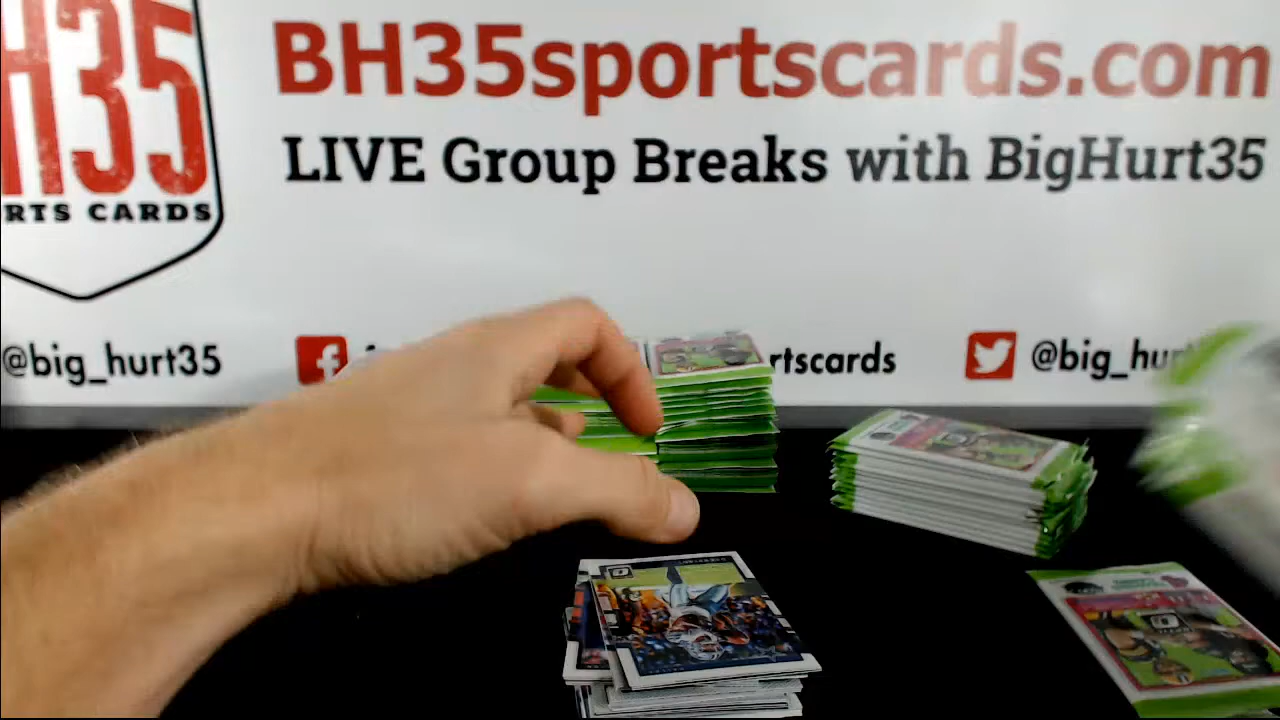 H35
RTS CARDS
BH35sportscards.com
LIVE Group Breaks with BigHurt35
@big_hurt35
f
rtscards
@big_hu